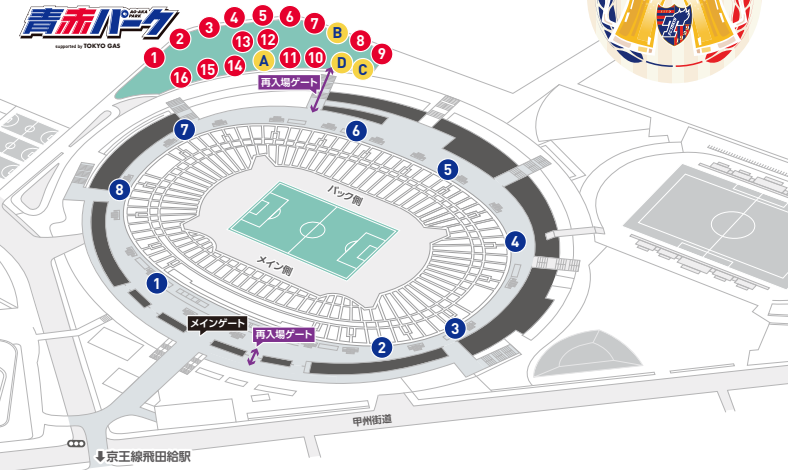 青赤パーク
AO-AKA
PARK
supported by TOKYO GAS
1
2
3
4
5
6
7
B
8
9
13
12
16
15
14
A
11
10
D
C
再入場ゲート
7
6
5
8
4
バック側
メイン側
1
メインゲート
再入場ゲート
2
3
甲州街道
↓京王線飛田給駅